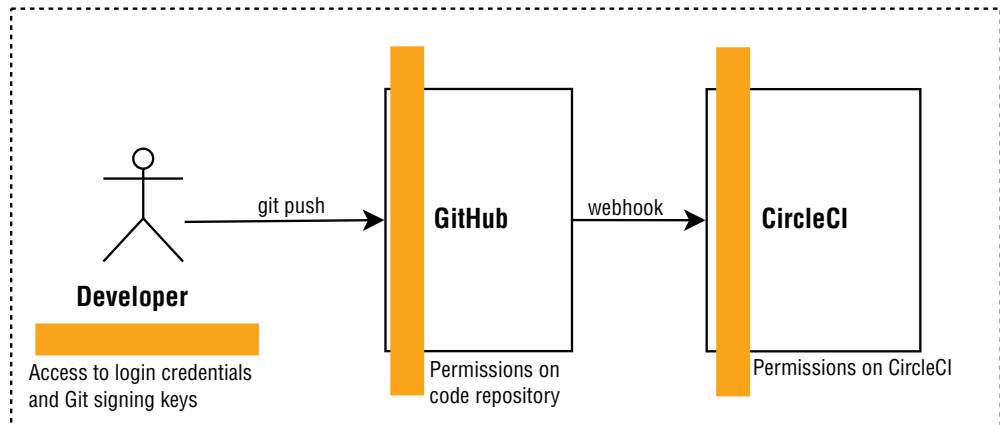 git push
GitHub
webhook
CircleCI
Developer
Access to login credentials
and Git signing keys
Permissions on
code repository
Permissions on CircleCI